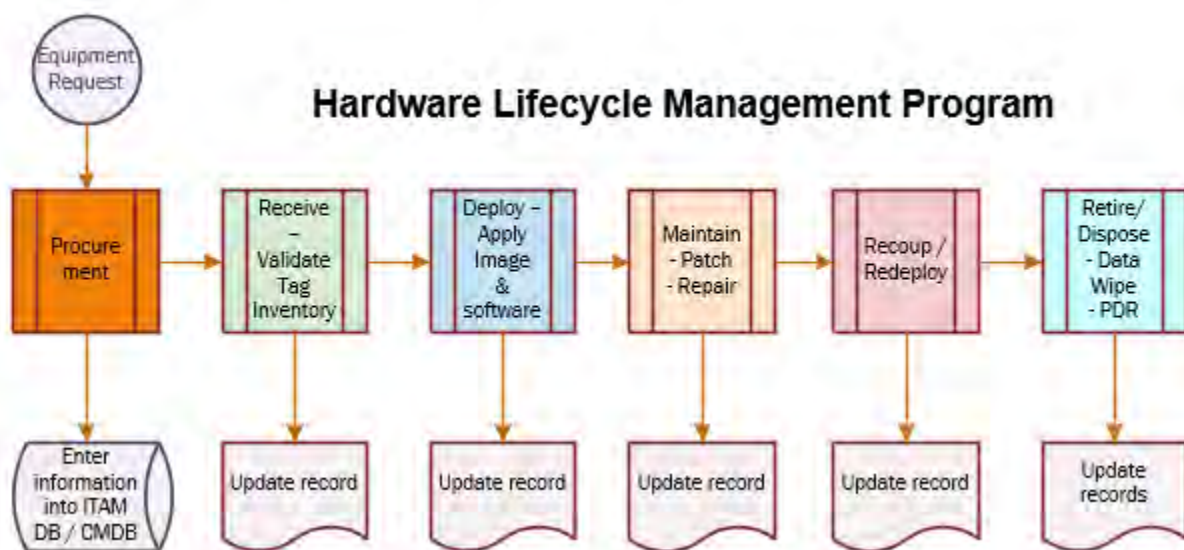 Equipment
Request
Hardware Lifecycle Management Program
Procure
ment
Receive
–
Validate
Tag
Inventory
Deploy –
Apply
Image
&
software
Maintain
- Patch
- Repair
Recoup /
Redeploy
Retire/
Dispose
- Data
Wipe
- PDR
Enter
information
into ITAM
DB / CMDB
Update record
Update record
Update record
Update record
Update
records